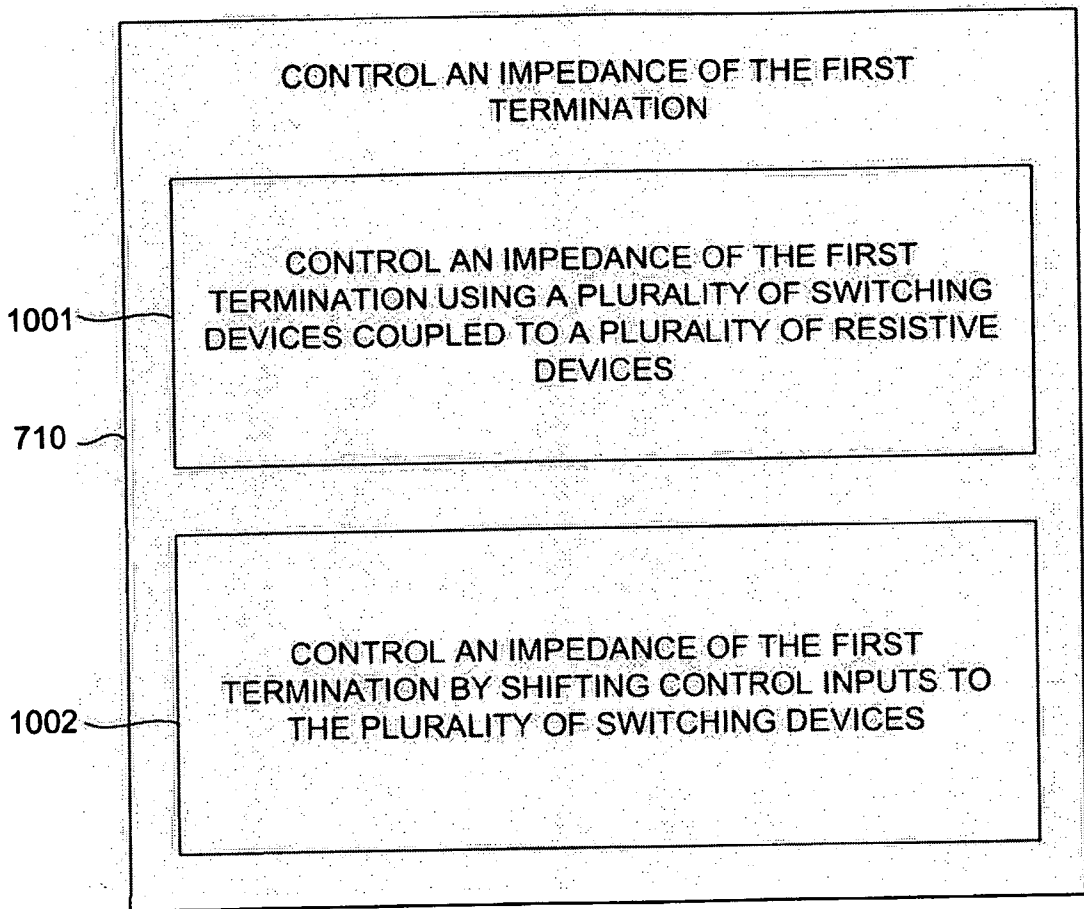 CONTROL AN IMPEDANCE OF THE FIRST
TERMINATION
CONTROL AN IMPEDANCE OF THE FIRST
TERMINATION USING A PLURALITY OF SWITCHING
DEVICES COUPLED TO A PLURALITY OF RESISTIVE
DEVICES
1001
710
CONTROL AN IMPEDANCE OF THE FIRST
TERMINATION BY SHIFTING CONTROL INPUTS TO
THE PLURALITY OF SWITCHING DEVICES
1002